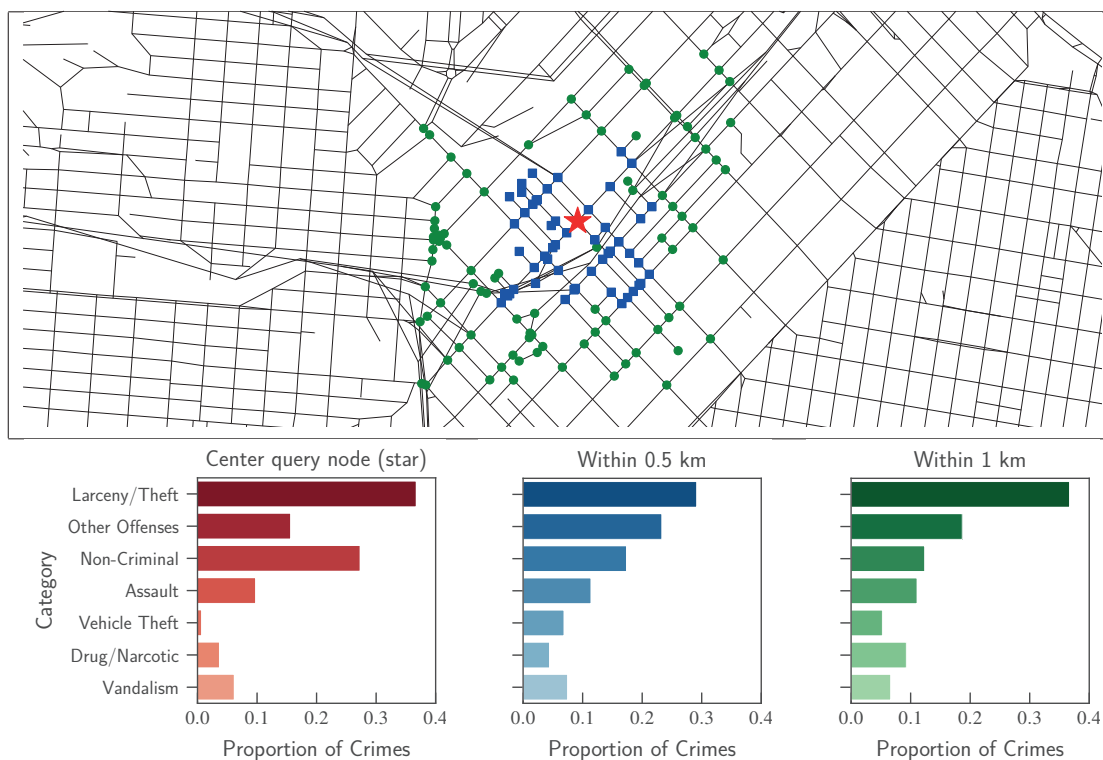 Center query node (star)
Within 0.5 km
Within 1 km
Category
Larceny/Theft
Other Offenses
Non-Criminal
Assault
Vehicle Theft
Drug/Narcotic
Vandalism
0.0 0.1 0.2 0.3 0.4
0.0 0.1 0.2 0.3 0.4
0.0 0.1 0.2 0.3 0.4
Proportion of Crimes
Proportion of Crimes
Proportion of Crimes